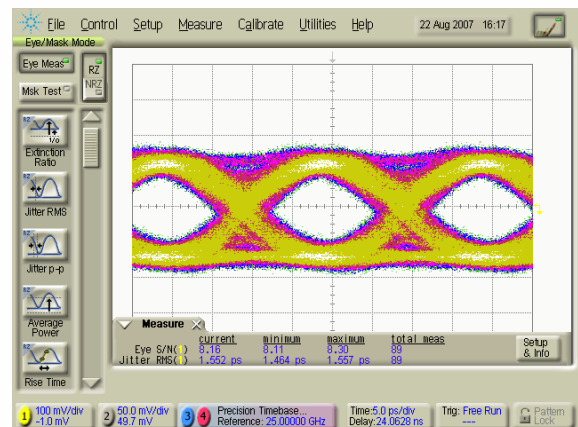 File Control Setup Measure Calibrate Utilities Help 22 Aug 2007 16:17
Eye/Mask Mode
Eye Meas
RZ
NRZ
Msk Test
Extinction
Ratio
Jitter RMS
Jitter p-p
Average
Power
Rise Time
Measure
current minimum maximum total meas
Eye S/N(1) 8.16 8.11 8.30 89
Jitter RMS(1) 1.552 ps 1.464 ps 1.557 ps 89
Setup
& Info
1 100 mV/div
-1.0 mV
2 50.0 mV/div
49.7 mV
3 4 Precision Timebase...
Reference: 25.00000 GHz
Time:5.0 ps/div
Delay:24.0628 ns
Trig: Free Run
---
Pattern
Lock